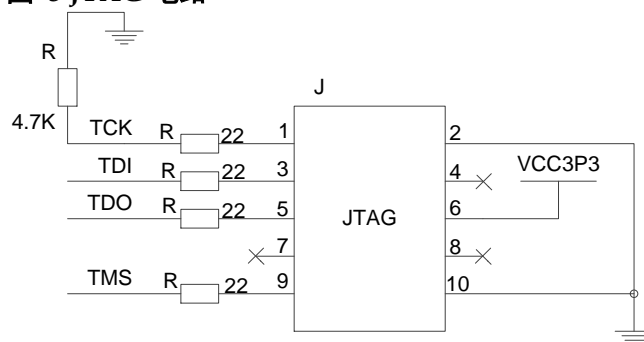 R
4.7K
J
TCK R 22 1
2
TDI R 22 3
4
VCC3P3
TDO R 22 5
JTAG
6
7
8
TMS R 22 9
10